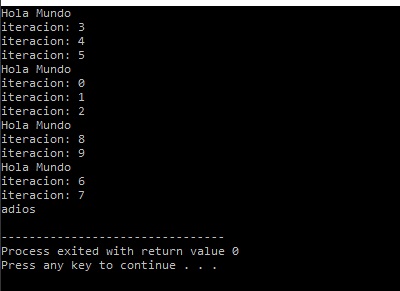 Hola Mundo
iteracion: 3
iteracion: 4
iteracion: 5
Hola Mundo
iteracion: 0
iteracion: 1
iteracion: 2
Hola Mundo
iteracion: 8
iteracion: 9
Hola Mundo
iteracion: 6
iteracion: 7
adios
--------------------------------
Process exited with return value 0
Press any key to continue . . .